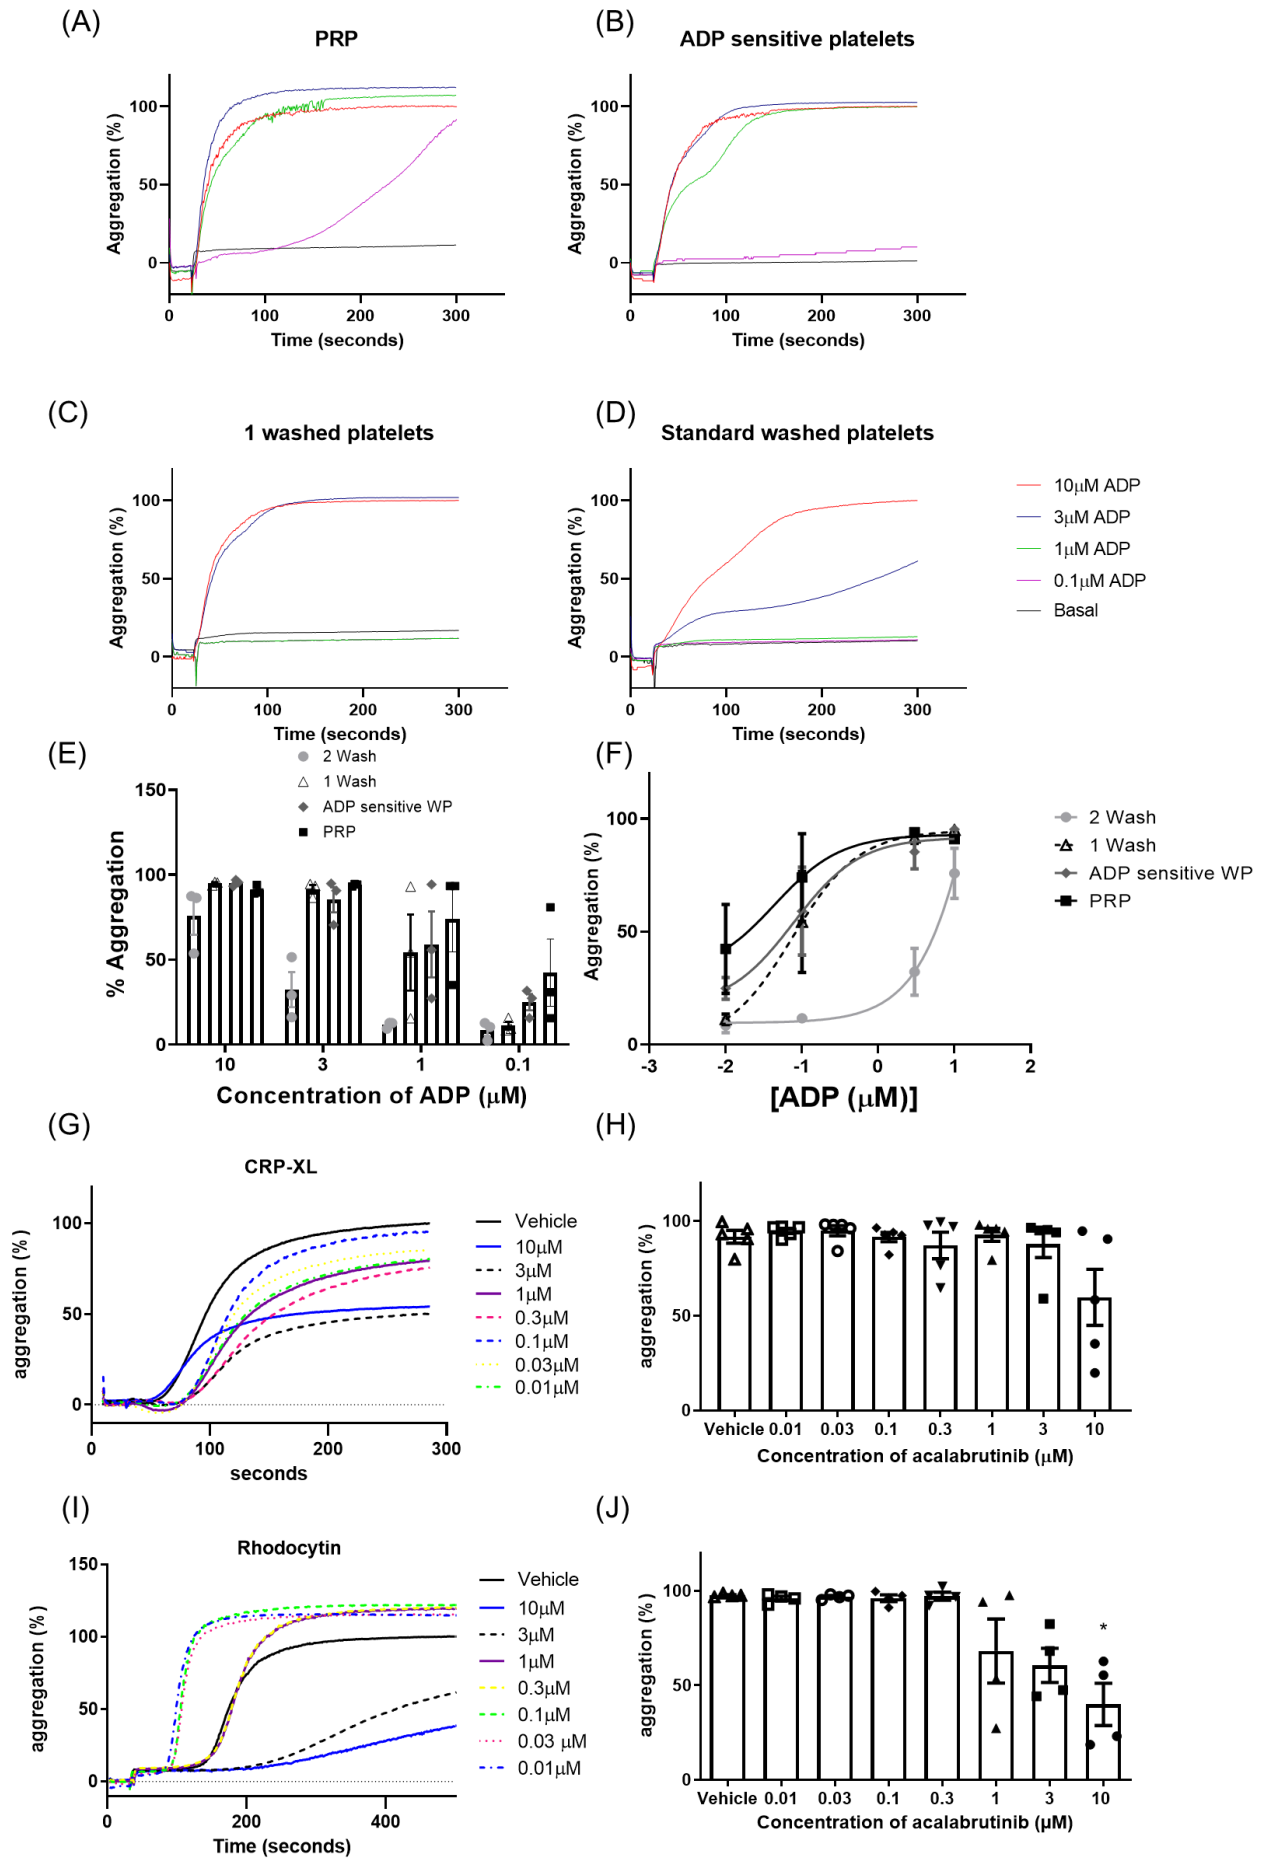 (A)
PRP
Aggregation (%)
100
50
0
0 100 200 300
Time (seconds)
(B)
ADP sensitive platelets
Aggregation (%)
100
50
0
0 100 200 300
Time (seconds)
(C)
1 washed platelets
Aggregation (%)
100
50
0
0 100 200 300
Time (seconds)
(D)
Standard washed platelets
Aggregation (%)
100
50
0
0 100 200 300
Time (seconds)
10μM ADP
3μM ADP
1μM ADP
0.1μM ADP
Basal
(E)
2 Wash
1 Wash
ADP sensitive WP
PRP
% Aggregation
150
100
50
0
10 3 1 0.1
Concentration of ADP (μM)
(F)
Aggregation (%)
100
50
0
-3 -2 -1 0 1 2
[ADP (μM)]
2 Wash
1 Wash
ADP sensitive WP
PRP
(G)
CRP-XL
aggregation (%)
100
50
0
0 100 200 300
seconds
Vehicle
10μM
3μM
1μM
0.3μM
0.1μM
0.03μM
0.01μM
(H)
aggregation (%)
100
50
0
Vehicle 0.01 0.03 0.1 0.3 1 3 10
Concentration of acalabrutinib (μM)
(I)
Rhodocytin
aggregation (%)
150
100
50
0
0 200 400
Time (seconds)
Vehicle
10μM
3μM
1μM
0.3μM
0.1μM
0.03 μM
0.01μM
(J)
aggregation (%)
100
50
0
*
Vehicle 0.01 0.03 0.1 0.3 1 3 10
Concentration of acalabrutinib (μM)